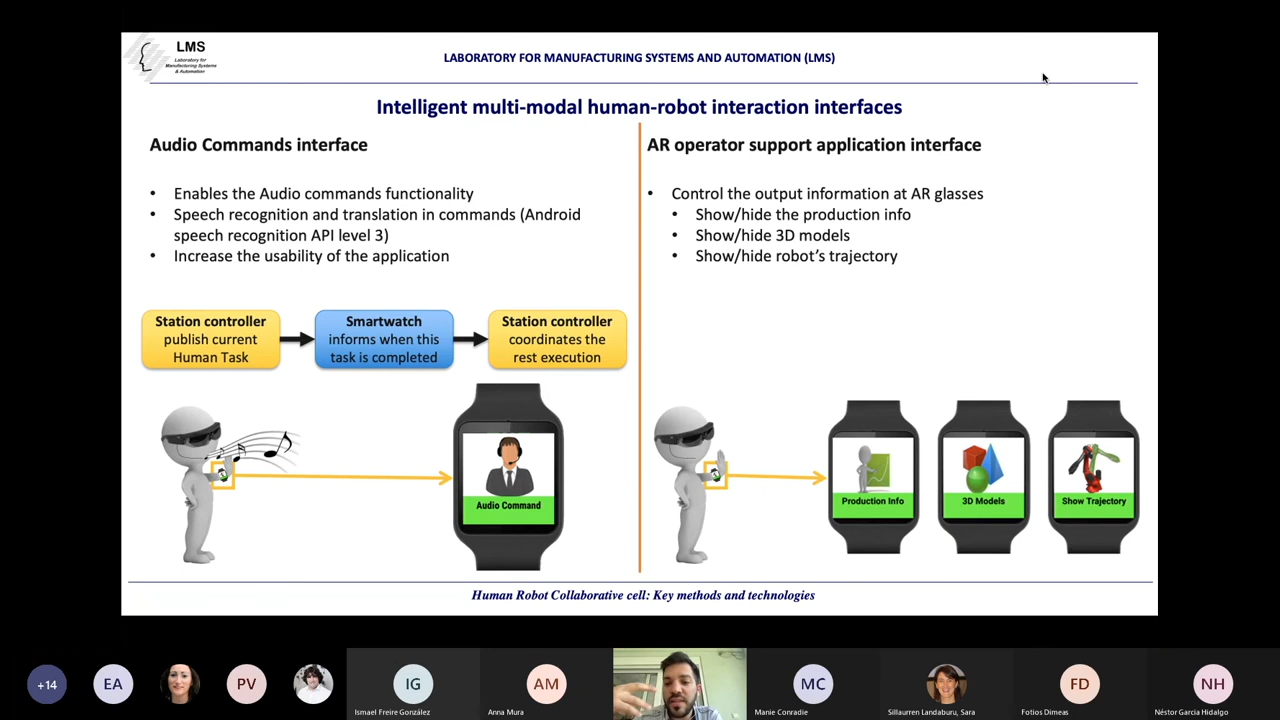 LMS
Laboratory for
Manufacturing Systems
& Automation
LABORATORY FOR MANUFACTURING SYSTEMS AND AUTOMATION (LMS)
Intelligent multi-modal human-robot interaction interfaces
Audio Commands interface
• Enables the Audio commands functionality
• Speech recognition and translation in commands (Android
speech recognition API level 3)
• Increase the usability of the application
Station controller
publish current
Human Task
Smartwatch
informs when this
task is completed
Station controller
coordinates the
rest execution
Audio Command
AR operator support application interface
• Control the output information at AR glasses
• Show/hide the production info
• Show/hide 3D models
• Show/hide robot's trajectory
Production Info
3D Models
Show Trajectory
Human Robot Collaborative cell: Key methods and technologies
+14
EA
PV
IG
Ismael Freire González
AM
Anna Mura
MC
Manie Conradie
Sillaurren Landaburu, Sara
FD
Fotios Dimeas
NH
Néstor Garcia Hidalgo